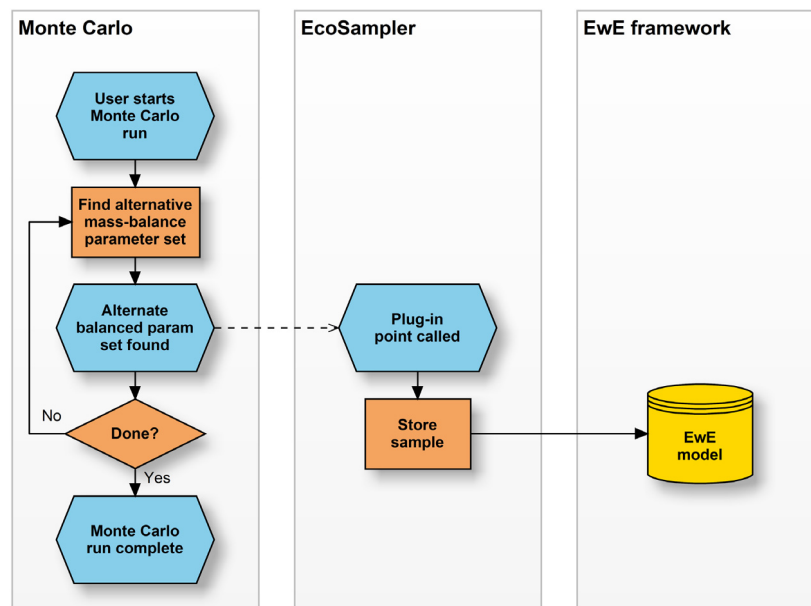 Monte Carlo
User starts
Monte Carlo
run
Find alternative
mass-balance
parameter set
Alternate
balanced param
set found
No
Done?
Yes
Monte Carlo
run complete
EcoSampler
Plug-in
point called
Store
sample
EwE framework
EwE
model